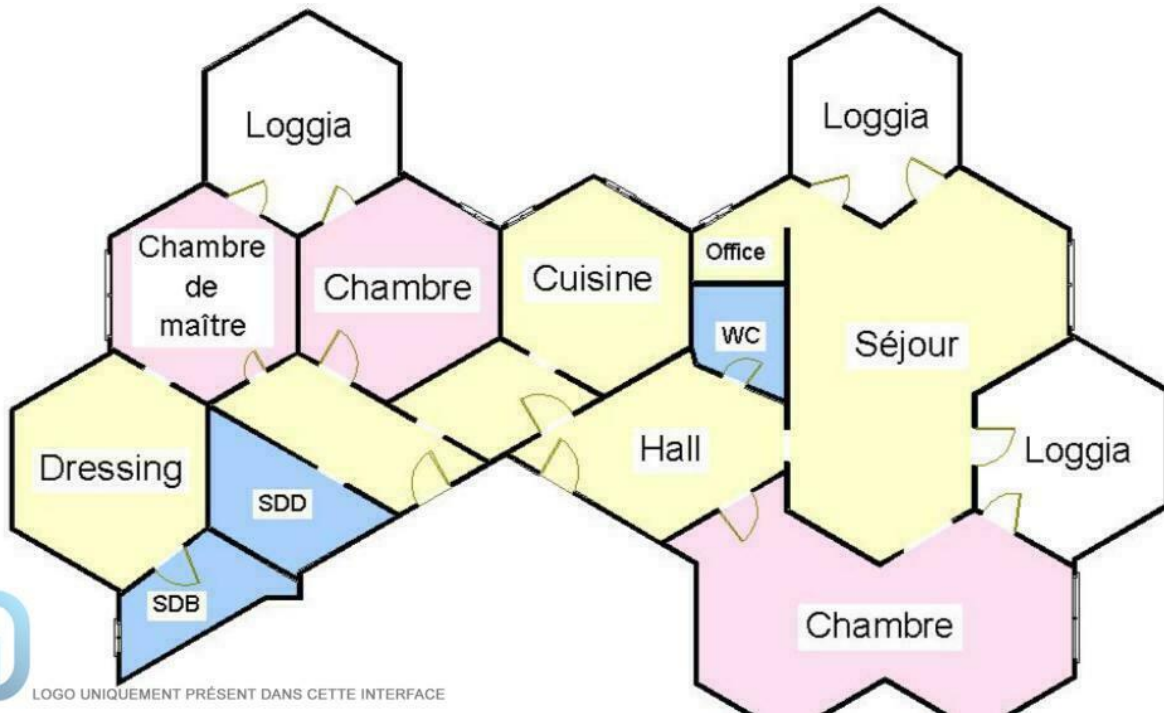 Loggia
Loggia
Chambre
de
maître
Chambre
Cuisine
Office
WC
Séjour
Dressing
SDD
Hall
Loggia
SDB
Chambre
LOGO UNIQUEMENT PRÉSENT DANS CETTE INTERFACE